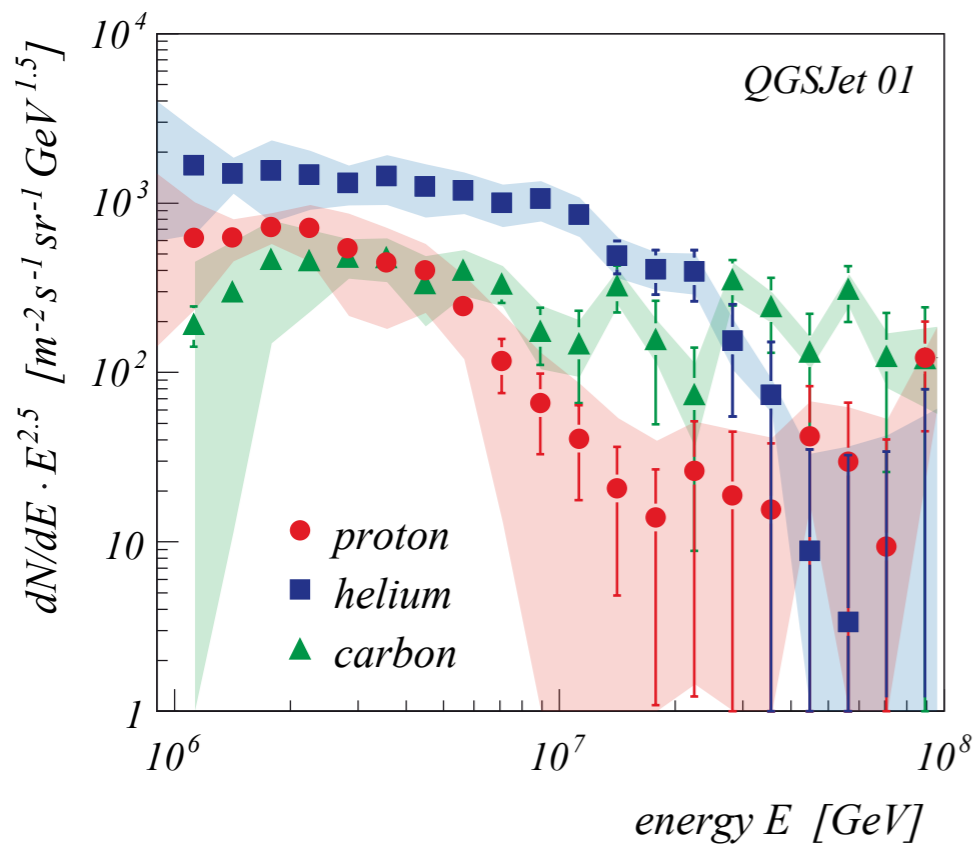 QGSJet 01
dN/dE · E^2.5 [m^-2 s^-1 sr^-1 GeV^1.5]
10^4
10^3
10^2
10
1
proton
helium
carbon
10^6
10^7
10^8
energy E [GeV]